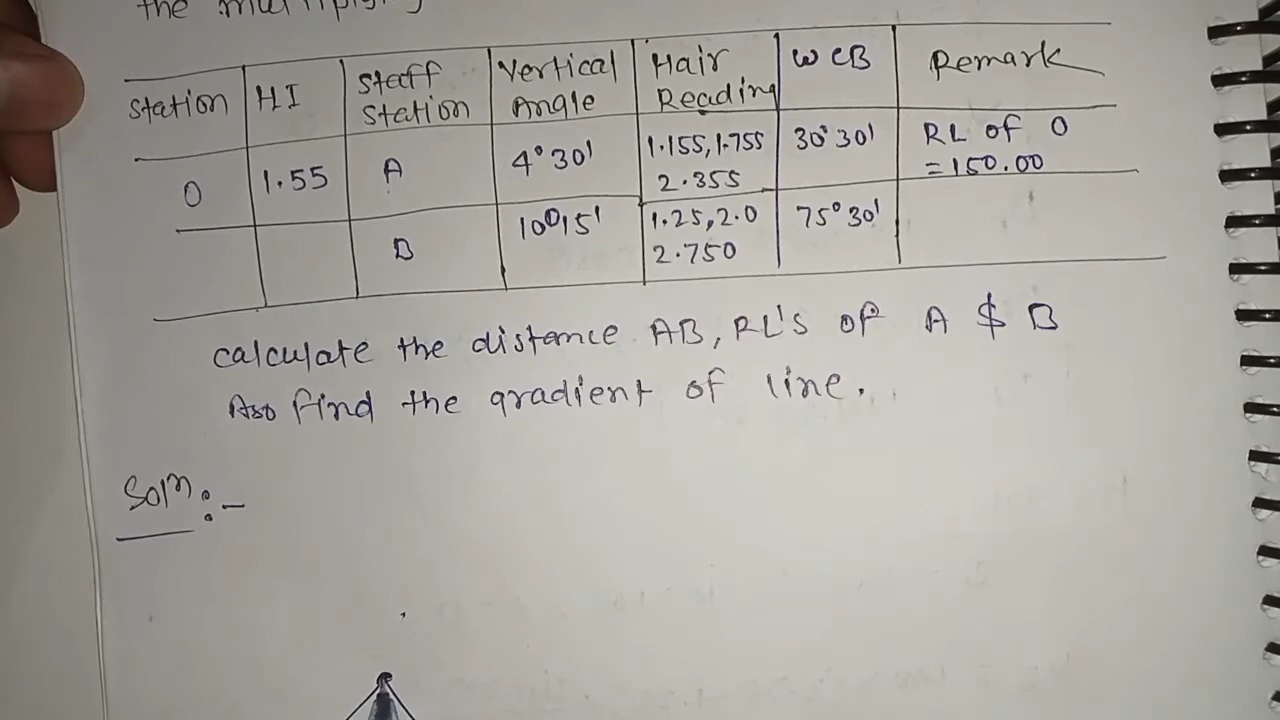 the multiplying
Station | HI | Staff Station | Vertical Angle | Hair Reading | WCB | Remark
O | 1.55 | A | 4°30' | 1.155, 1.755 2.355 | 30°30' | RL of O = 150.00
B | 10°15' | 1.25, 2.0 2.750 | 75°30'
calculate the distance AB, RL's of A $ B
Also find the gradient of line.
Soln:-